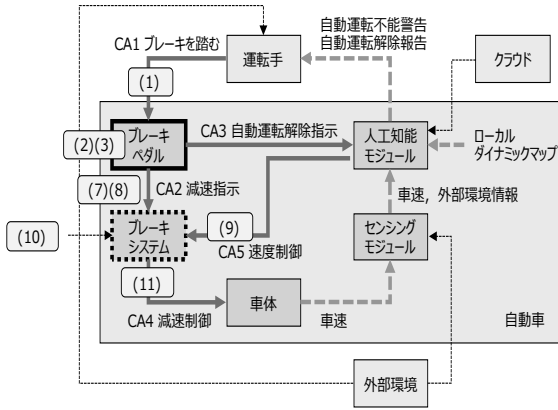 CA1 ブレーキを踏む
運転手
自動運転不能警告
自動運転解除報告
クラウド
(1)
(2)(3)
ブレーキ
ペダル
CA3 自動運転解除指示
人工知能
モジュール
ローカル
ダイナミックマップ
(7)(8)
CA2 減速指示
車速，外部環境情報
(9)
(10)
ブレーキ
システム
CA5 速度制御
センシング
モジュール
(11)
CA4 減速制御
車体
車速
自動車
外部環境